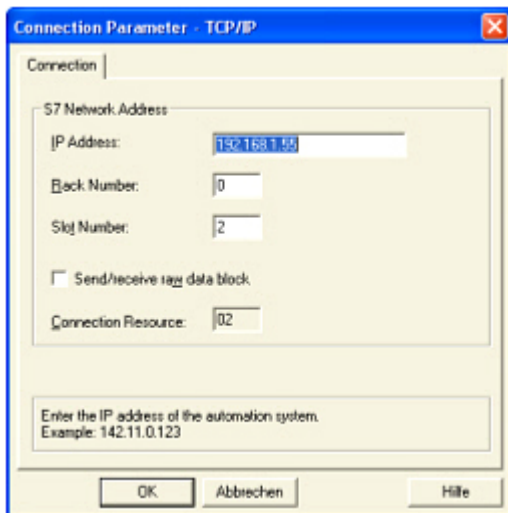 Connection Parameter - TCP/IP
Connection
S7 Network Address
IP Address: 192.168.1.55
Rack Number: 0
Slot Number: 2
Send/receive raw data block
Connection Resource: 02
Enter the IP address of the automation system.
Example: 142.11.0.123
OK Abbrechen Hilfe